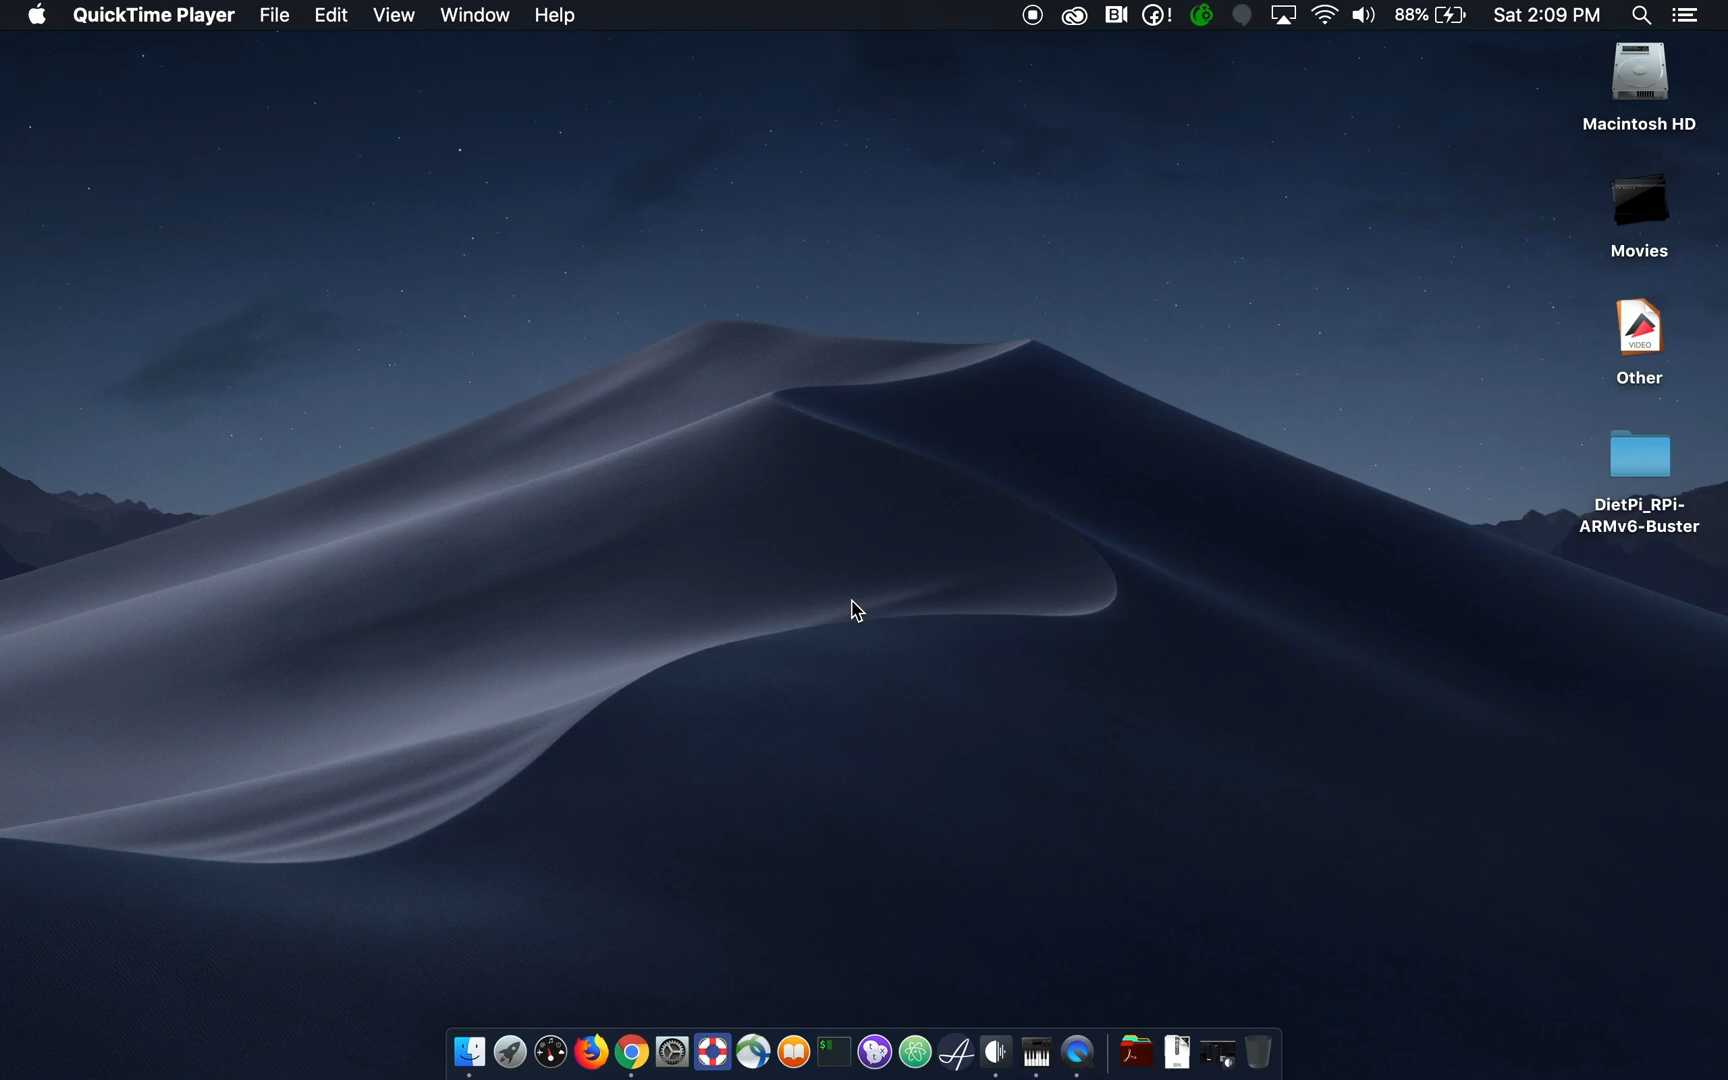 QuickTime Player File Edit View Window Help 88% Sat 2:09 PM
Macintosh HD
Movies
VIDEO
Other
DietPi_RPi-
ARMv6-Buster